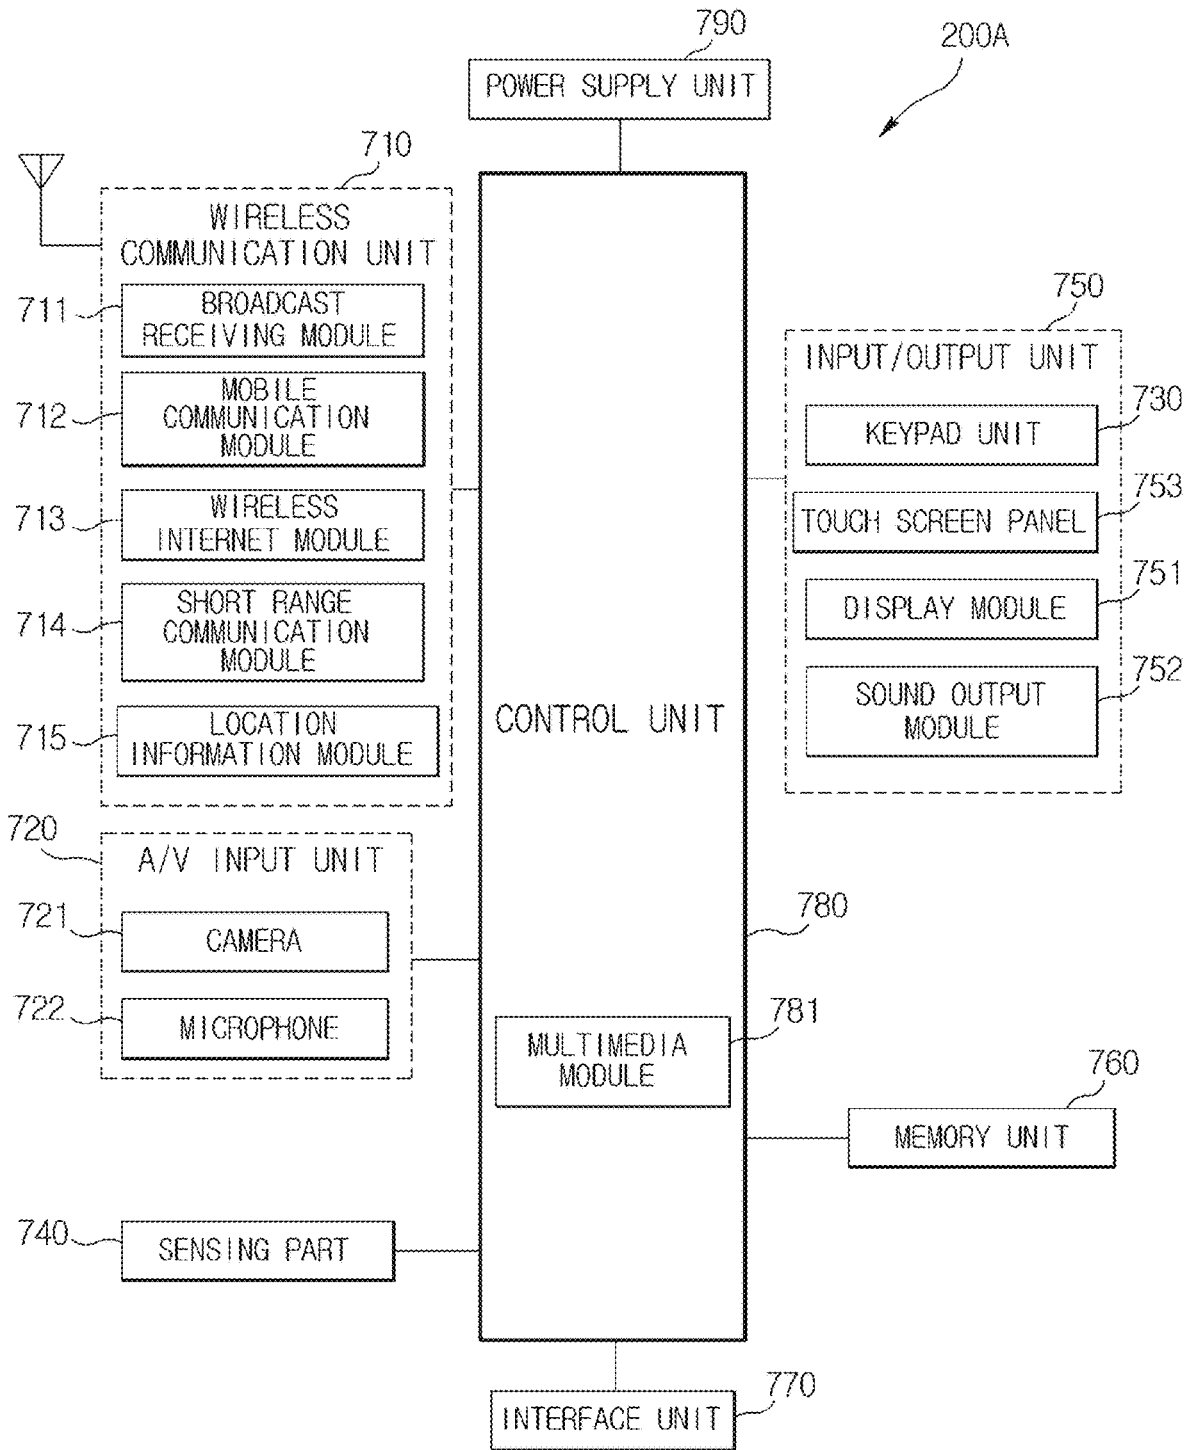 790
200A
POWER SUPPLY UNIT
710
WIRELESS
COMMUNICATION UNIT
711
BROADCAST
RECEIVING MODULE
712
MOBILE
COMMUNICATION
MODULE
713
WIRELESS
INTERNET MODULE
714
SHORT RANGE
COMMUNICATION
MODULE
715
LOCATION
INFORMATION MODULE
720
A/V INPUT UNIT
721
CAMERA
722
MICROPHONE
740
SENSING PART
CONTROL UNIT
780
MULTIMEDIA
MODULE
781
750
INPUT/OUTPUT UNIT
730
KEYPAD UNIT
753
TOUCH SCREEN PANEL
751
DISPLAY MODULE
752
SOUND OUTPUT
MODULE
760
MEMORY UNIT
770
INTERFACE UNIT